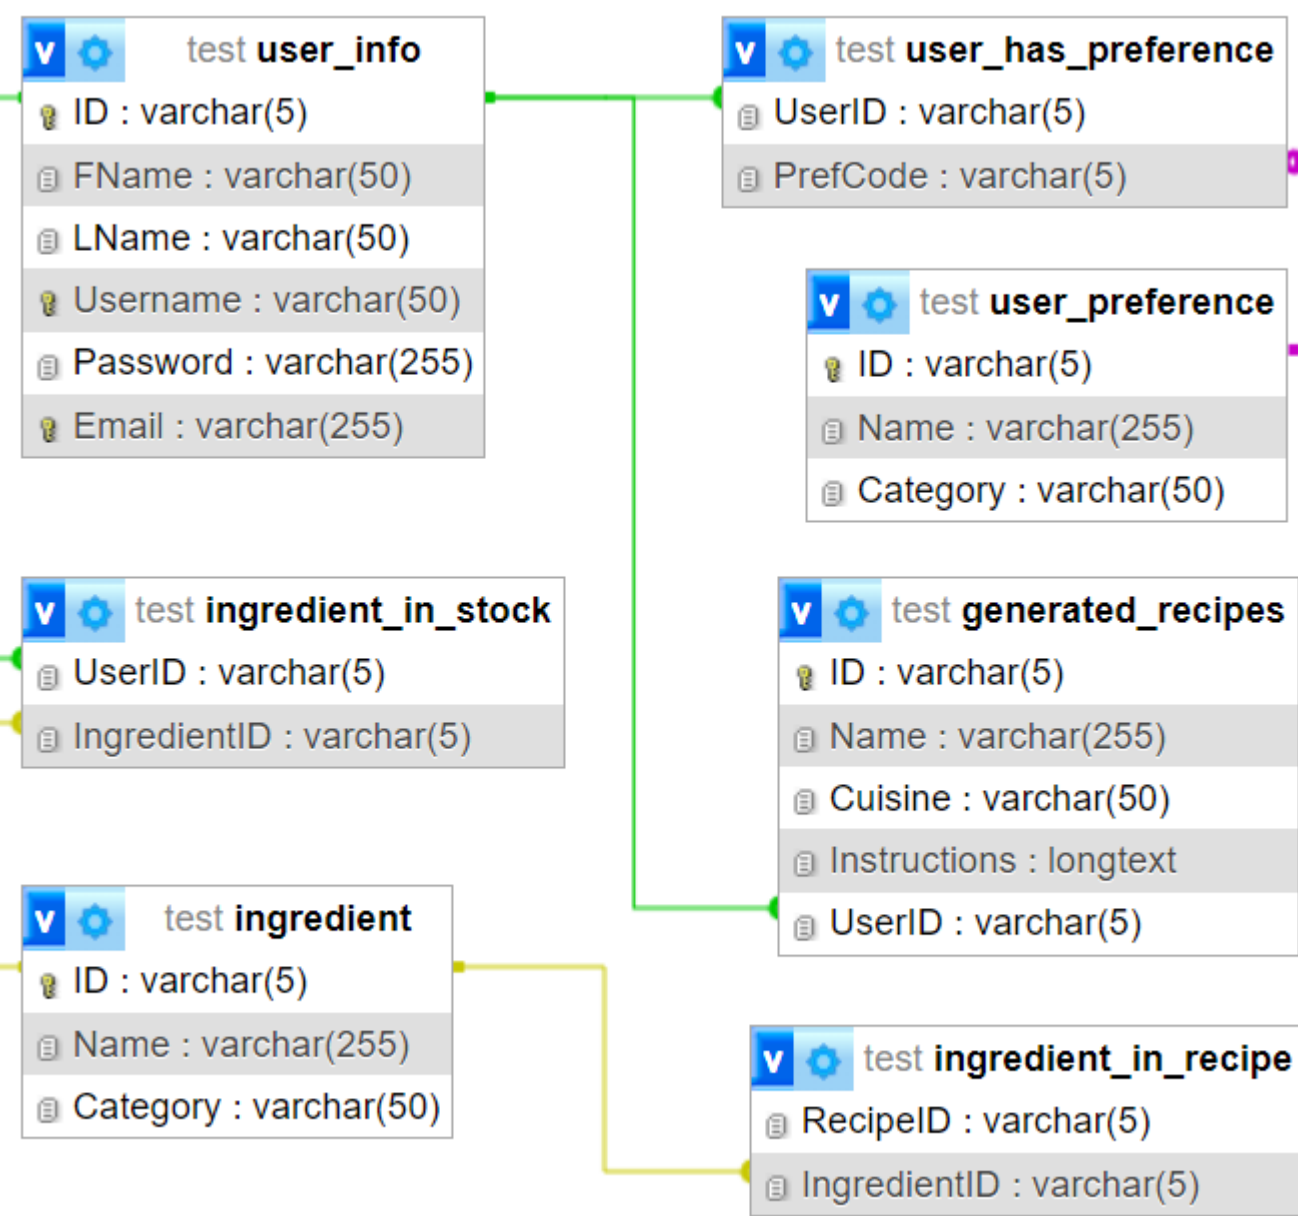 v test user_info
ID : varchar(5)
FName : varchar(50)
LName : varchar(50)
Username : varchar(50)
Password : varchar(255)
Email : varchar(255)
v test user_has_preference
UserID : varchar(5)
PrefCode : varchar(5)
v test user_preference
ID : varchar(5)
Name : varchar(255)
Category : varchar(50)
v test ingredient_in_stock
UserID : varchar(5)
IngredientID : varchar(5)
v test generated_recipes
ID : varchar(5)
Name : varchar(255)
Cuisine : varchar(50)
Instructions : longtext
UserID : varchar(5)
v test ingredient
ID : varchar(5)
Name : varchar(255)
Category : varchar(50)
v test ingredient_in_recipe
RecipeID : varchar(5)
IngredientID : varchar(5)